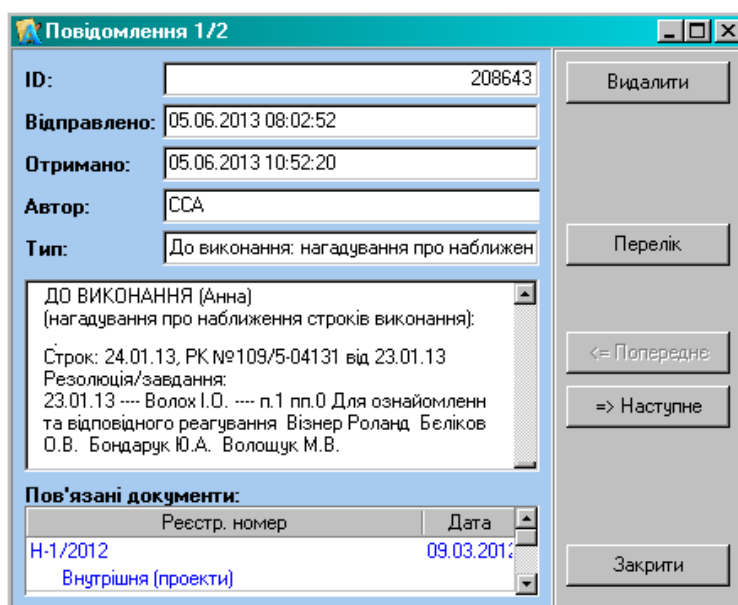 Повідомлення 1/2
ID: 208643
Відправлено: 05.06.2013 08:02:52
Отримано: 05.06.2013 10:52:20
Автор: ССА
Тип: До виконання: нагадування про наближен
ДО ВИКОНАННЯ (Анна)
(нагадування про наближення строків виконання):
Строк: 24.01.13, РК №109/5-04131 від 23.01.13
Резолюція/завдання:
23.01.13 ---- Волох І.О. ---- п.1 пп.0 Для ознайомленн
та відповідного реагування Візнер Роланд Бєліков
О.В. Бондарук Ю.А. Волощук М.В.
Пов'язані документи:
Реєстр. номер Дата
Н-1/2012 09.03.2012
Внутрішня (проекти)
Видалити
Перелік
<= Попереднє
=> Наступне
Закрити